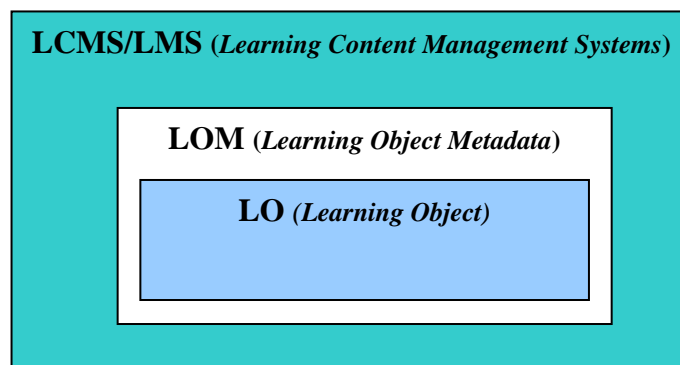 LCMS/LMS (Learning Content Management Systems)
LOM (Learning Object Metadata)
LO (Learning Object)